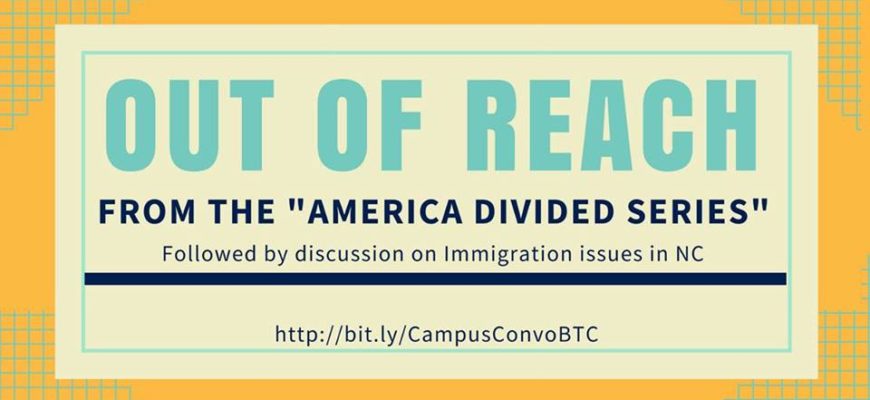 OUT OF REACH
FROM THE "AMERICA DIVIDED SERIES"
Followed by discussion on Immigration issues in NC
http://bit.ly/CampusConvoBTC